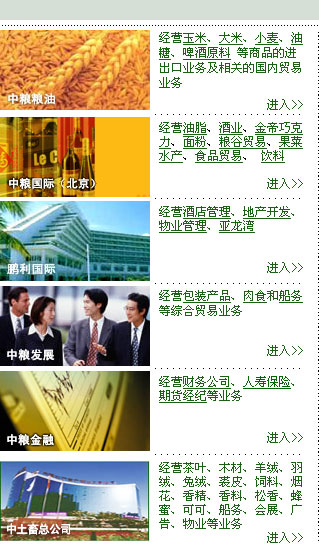 经营玉米、大米、小麦、油
糖、啤酒原料 等商品的进
出口业务及相关的国内贸易
业务
中粮粮油
进入>>
经营油脂、酒业、金帝巧克
力、面粉、粮谷贸易、果菜
水产、食品贸易、 饮料
Le C
中粮国际（北京）
进入>>
经营酒店管理、地产开发、
物业管理、亚龙湾
鹏利国际
进入>>
经营包装产品、肉食和船务
等综合贸易业务
中粮发展
进入>>
经营财务公司、人寿保险、
期货经纪等业务
中粮金融
进入>>
经营茶叶、木材、羊绒、羽
绒、兔绒、裘皮、饲料、烟
花、香精、香料、松香、蜂
蜜、可可、船务、会展、广
告、物业等业务
中土畜总公司
进入>>